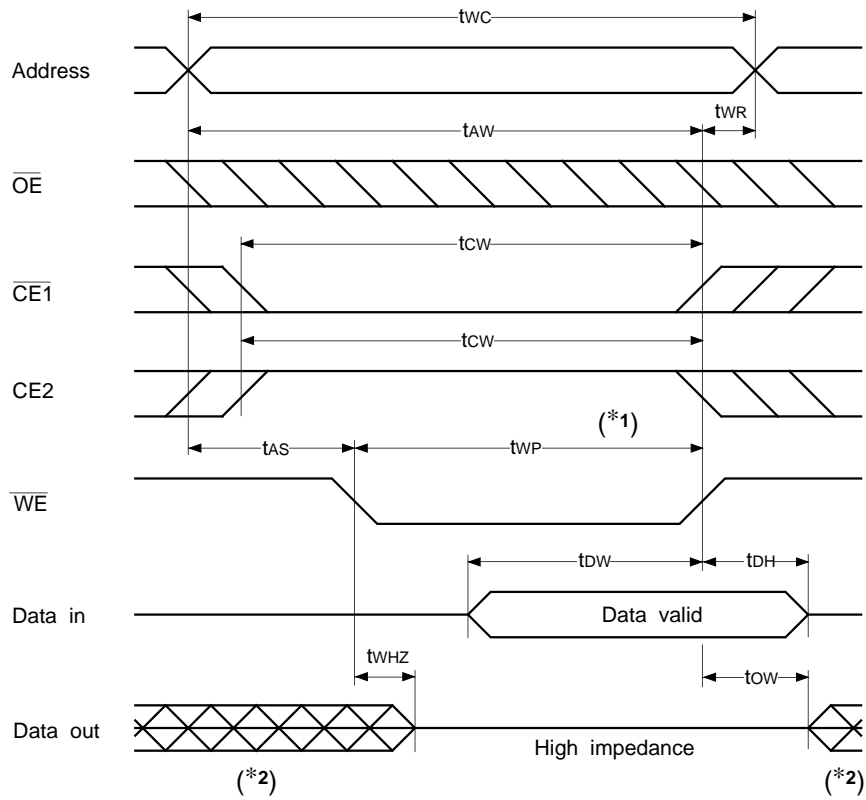 tWC
Address
tWR
tAW
OE
tCW
CE1
tCW
CE2
(*1)
tAS
tWP
WE
tDW
tDH
Data in
Data valid
tWHZ
tOW
Data out
High impedance
(*2)
(*2)